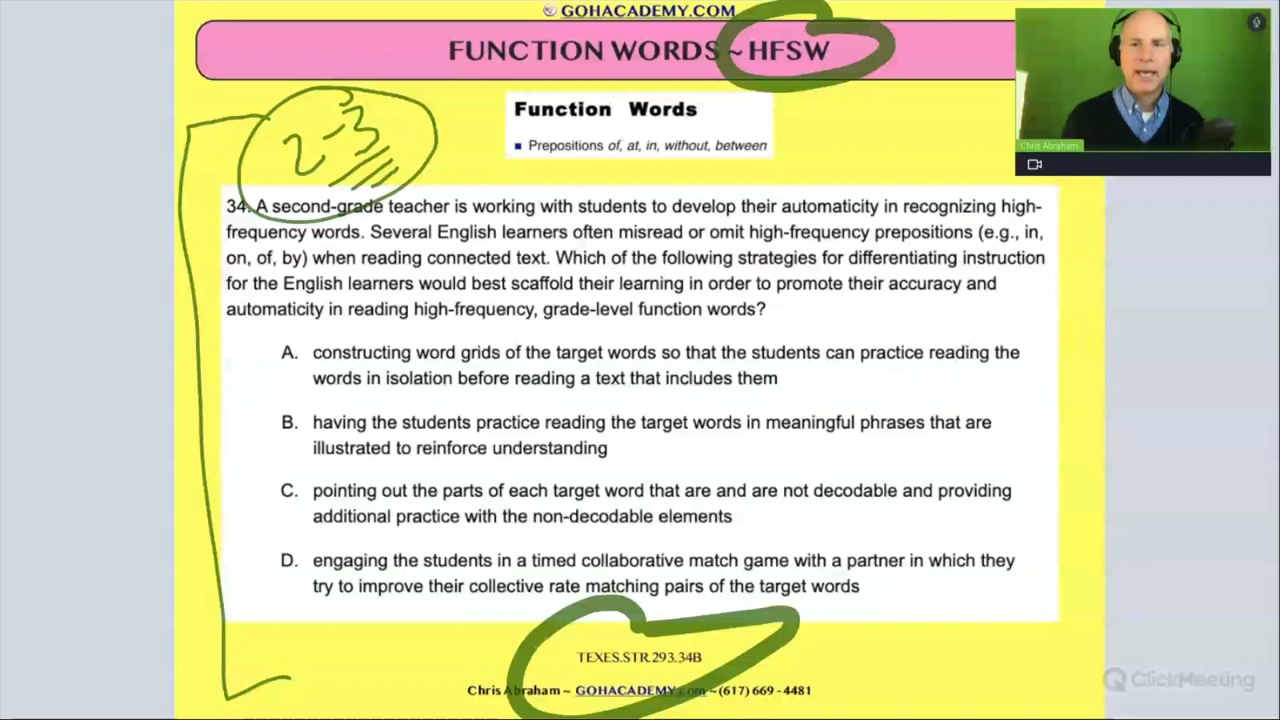 © GOHACADEMY.COM
FUNCTION WORDS ~ HFSW
2-3
Function Words
▪ Prepositions of, at, in, without, between
Chris Abraham
34. A second-grade teacher is working with students to develop their automaticity in recognizing high-
frequency words. Several English learners often misread or omit high-frequency prepositions (e.g., in,
on, of, by) when reading connected text. Which of the following strategies for differentiating instruction
for the English learners would best scaffold their learning in order to promote their accuracy and
automaticity in reading high-frequency, grade-level function words?
A. constructing word grids of the target words so that the students can practice reading the
words in isolation before reading a text that includes them
B. having the students practice reading the target words in meaningful phrases that are
illustrated to reinforce understanding
C. pointing out the parts of each target word that are and are not decodable and providing
additional practice with the non-decodable elements
D. engaging the students in a timed collaborative match game with a partner in which they
try to improve their collective rate matching pairs of the target words
TEXES.STR.293.34B
Chris Abraham ~ GOHACADEMY.com ~(617) 669 - 4481
ClickMeeting